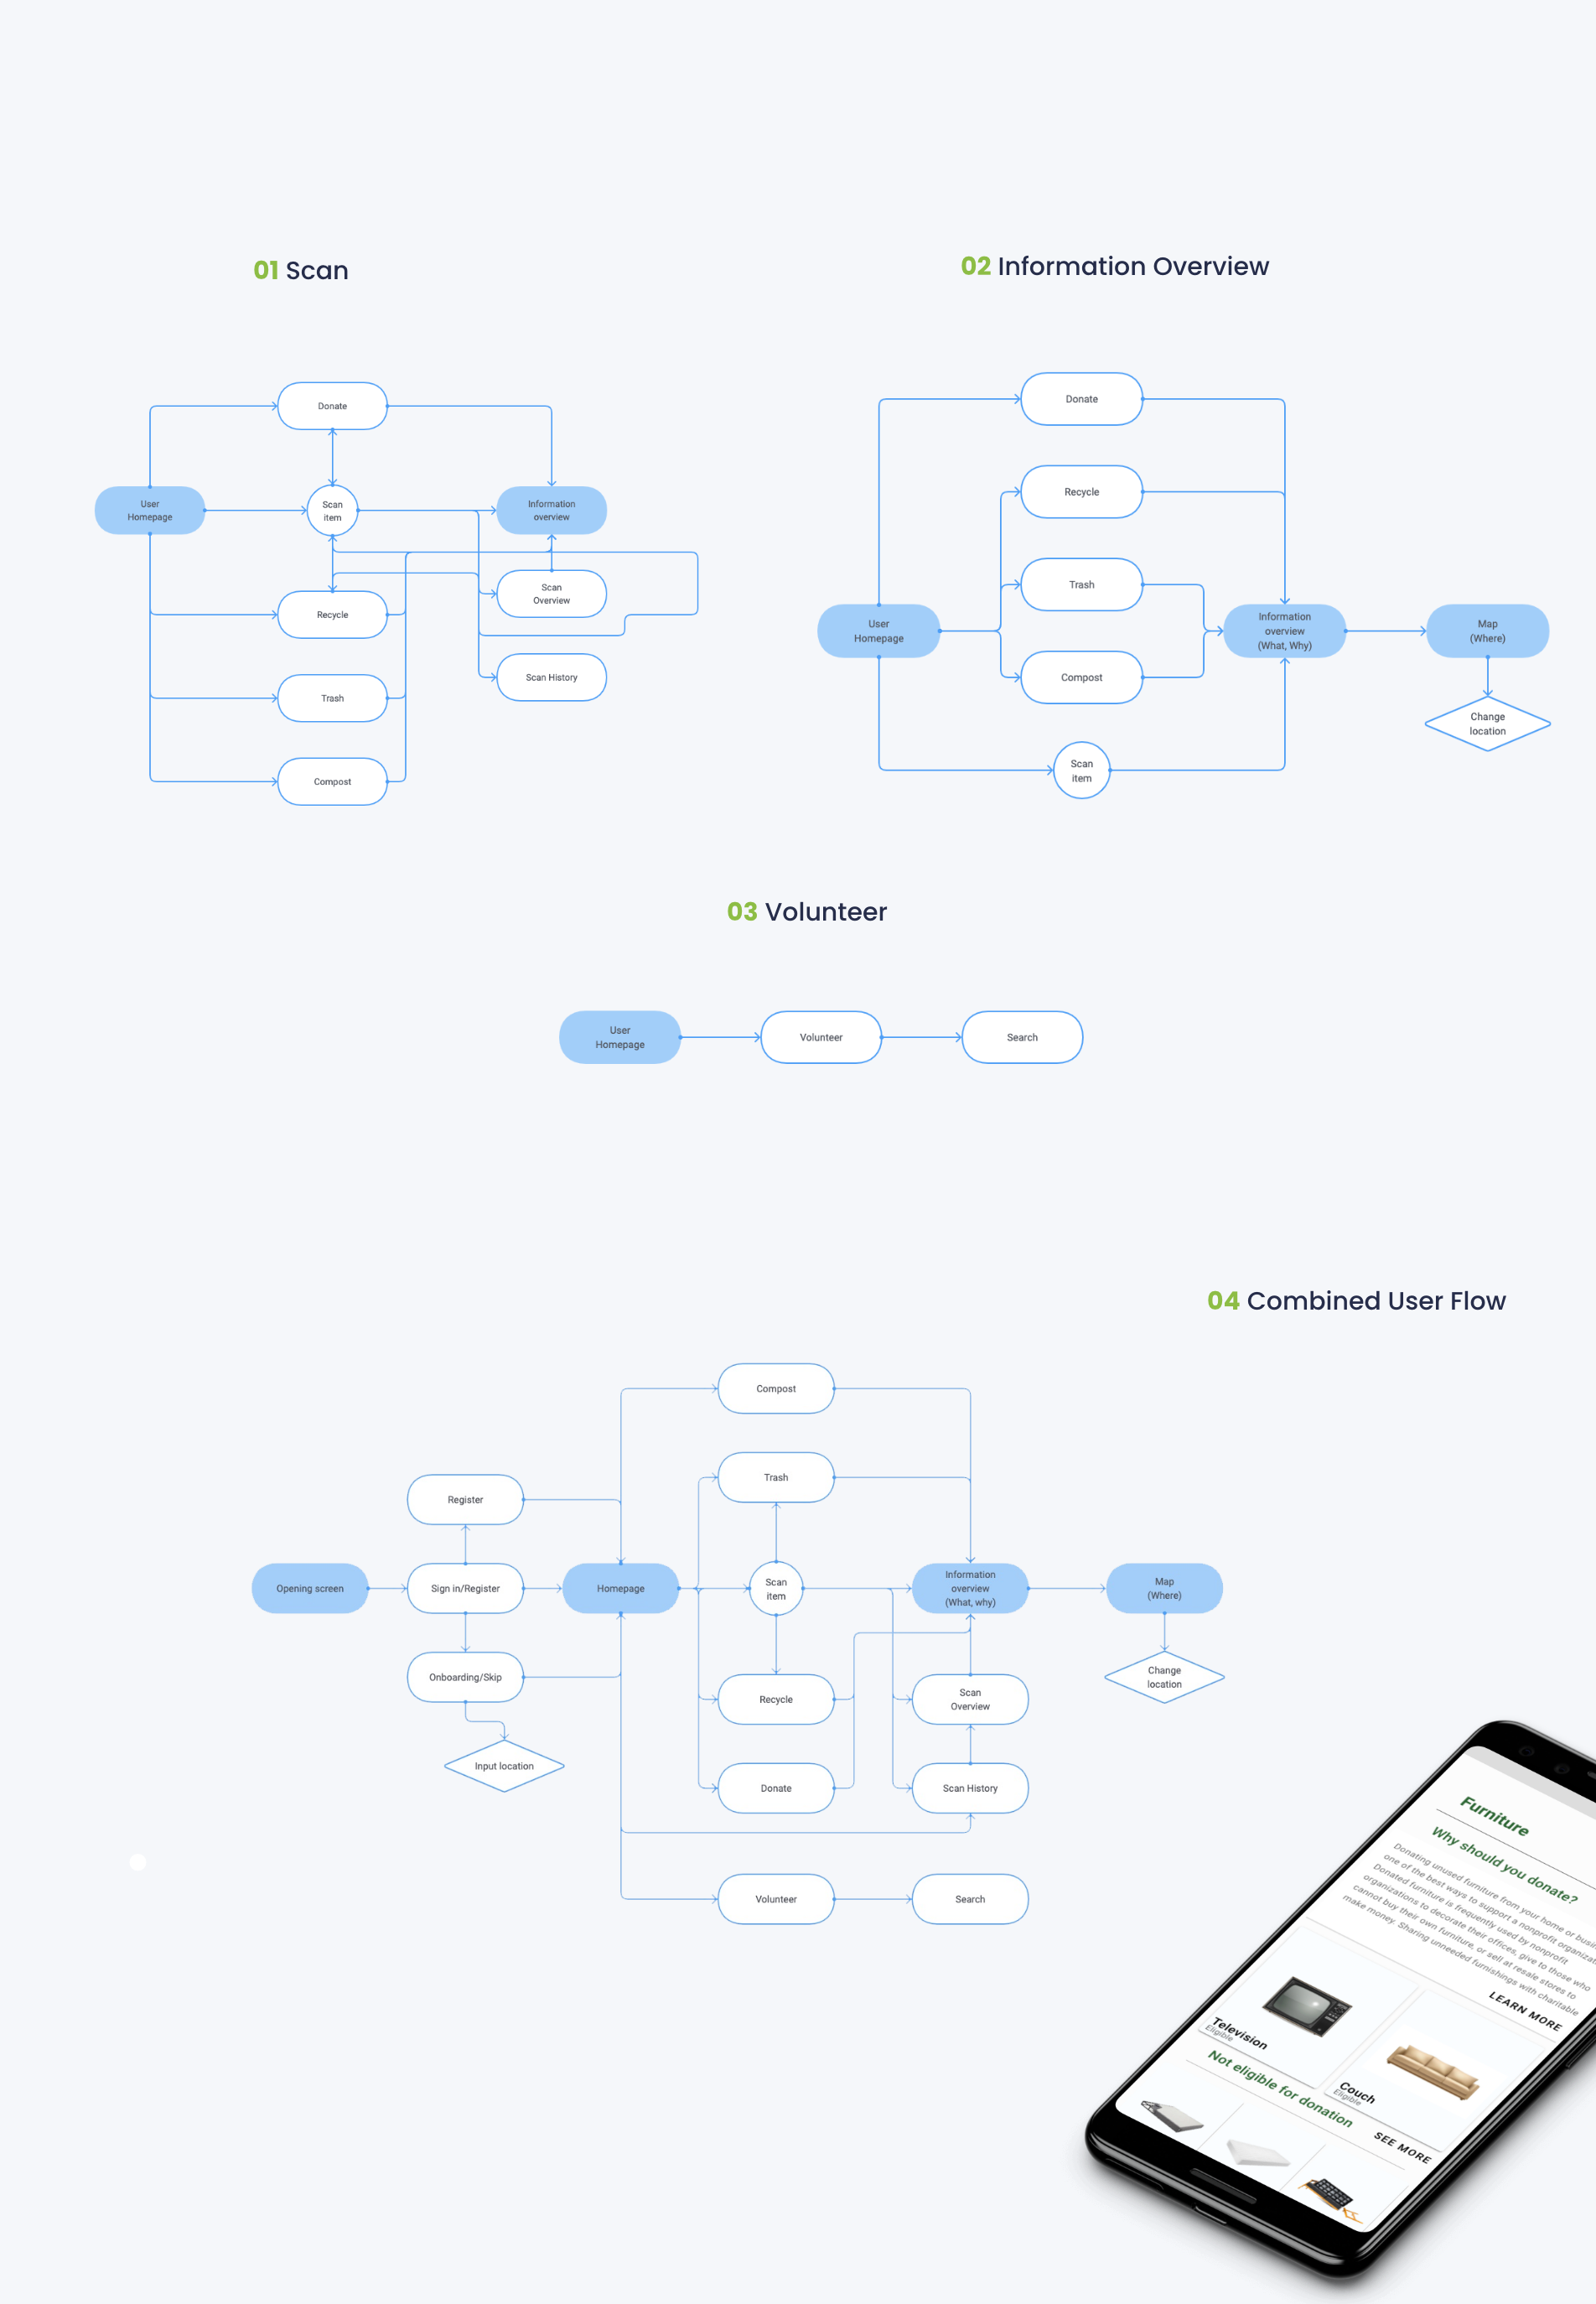 01 Scan
02 Information Overview
Donate
User
Homepage
Scan
item
Information
overview
Scan
Overview
Recycle
Scan History
Trash
Compost
Donate
Recycle
Trash
User
Homepage
Information
overview
(What, Why)
Map
(Where)
Compost
Change
location
Scan
item
03 Volunteer
User
Homepage
Volunteer
Search
04 Combined User Flow
Compost
Trash
Register
Opening screen
Sign in/Register
Homepage
Scan
item
Information
overview
(What, why)
Map
(Where)
Onboarding/Skip
Recycle
Scan
Overview
Change
location
Input location
Donate
Scan History
Volunteer
Search
Furniture
Why should you donate?
Donating unused furniture from your home or
one of the best ways to support a nonprofit
Donated furniture is frequently used by nonprofit
organizations to decorate their offices, give to those who
cannot buy their own furniture, or sell at resale stores to
make money. Sharing unneeded furnishings with charitable
LEARN MORE
Television
Eligible
Couch
Eligible
Not eligible for donation
SEE MORE